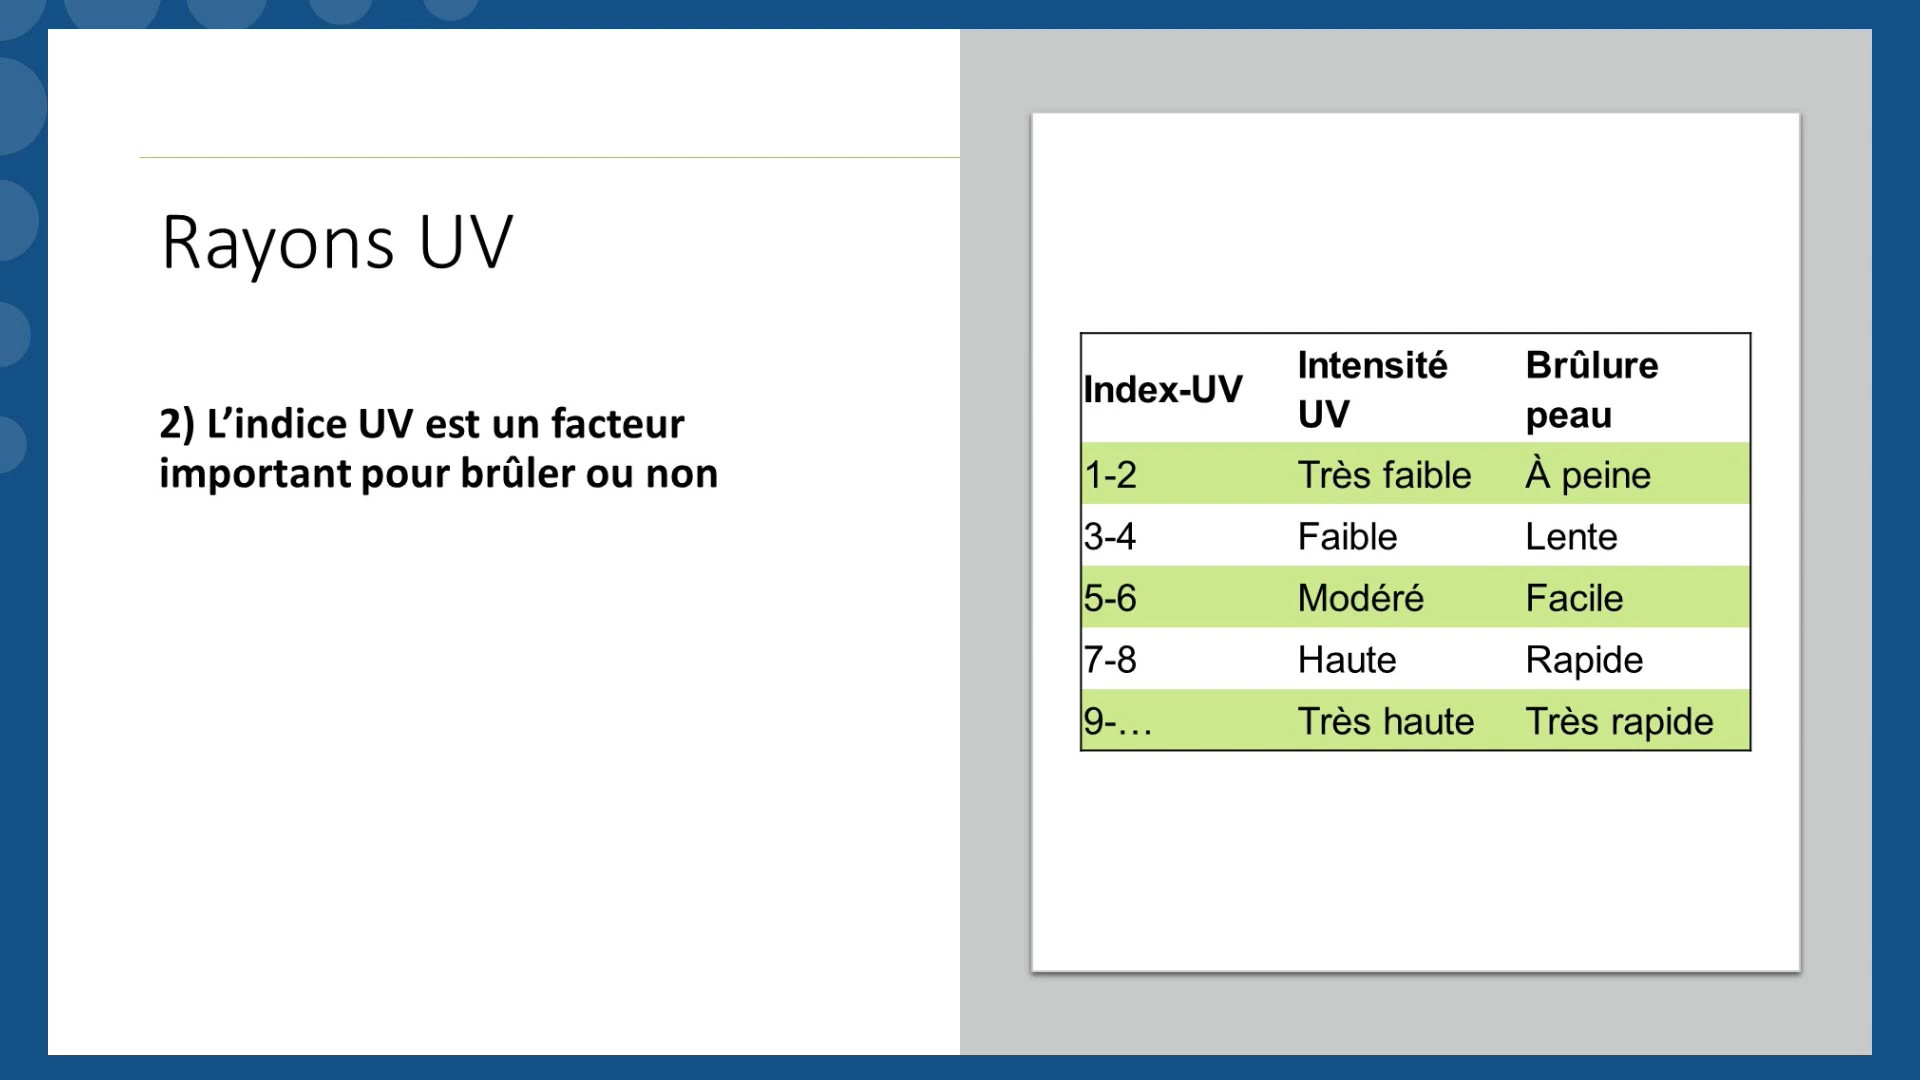 Rayons UV
2) L’indice UV est un facteur
important pour brûler ou non
Index-UV Intensité UV Brûlure peau
1-2 Très faible À peine
3-4 Faible Lente
5-6 Modéré Facile
7-8 Haute Rapide
9-… Très haute Très rapide